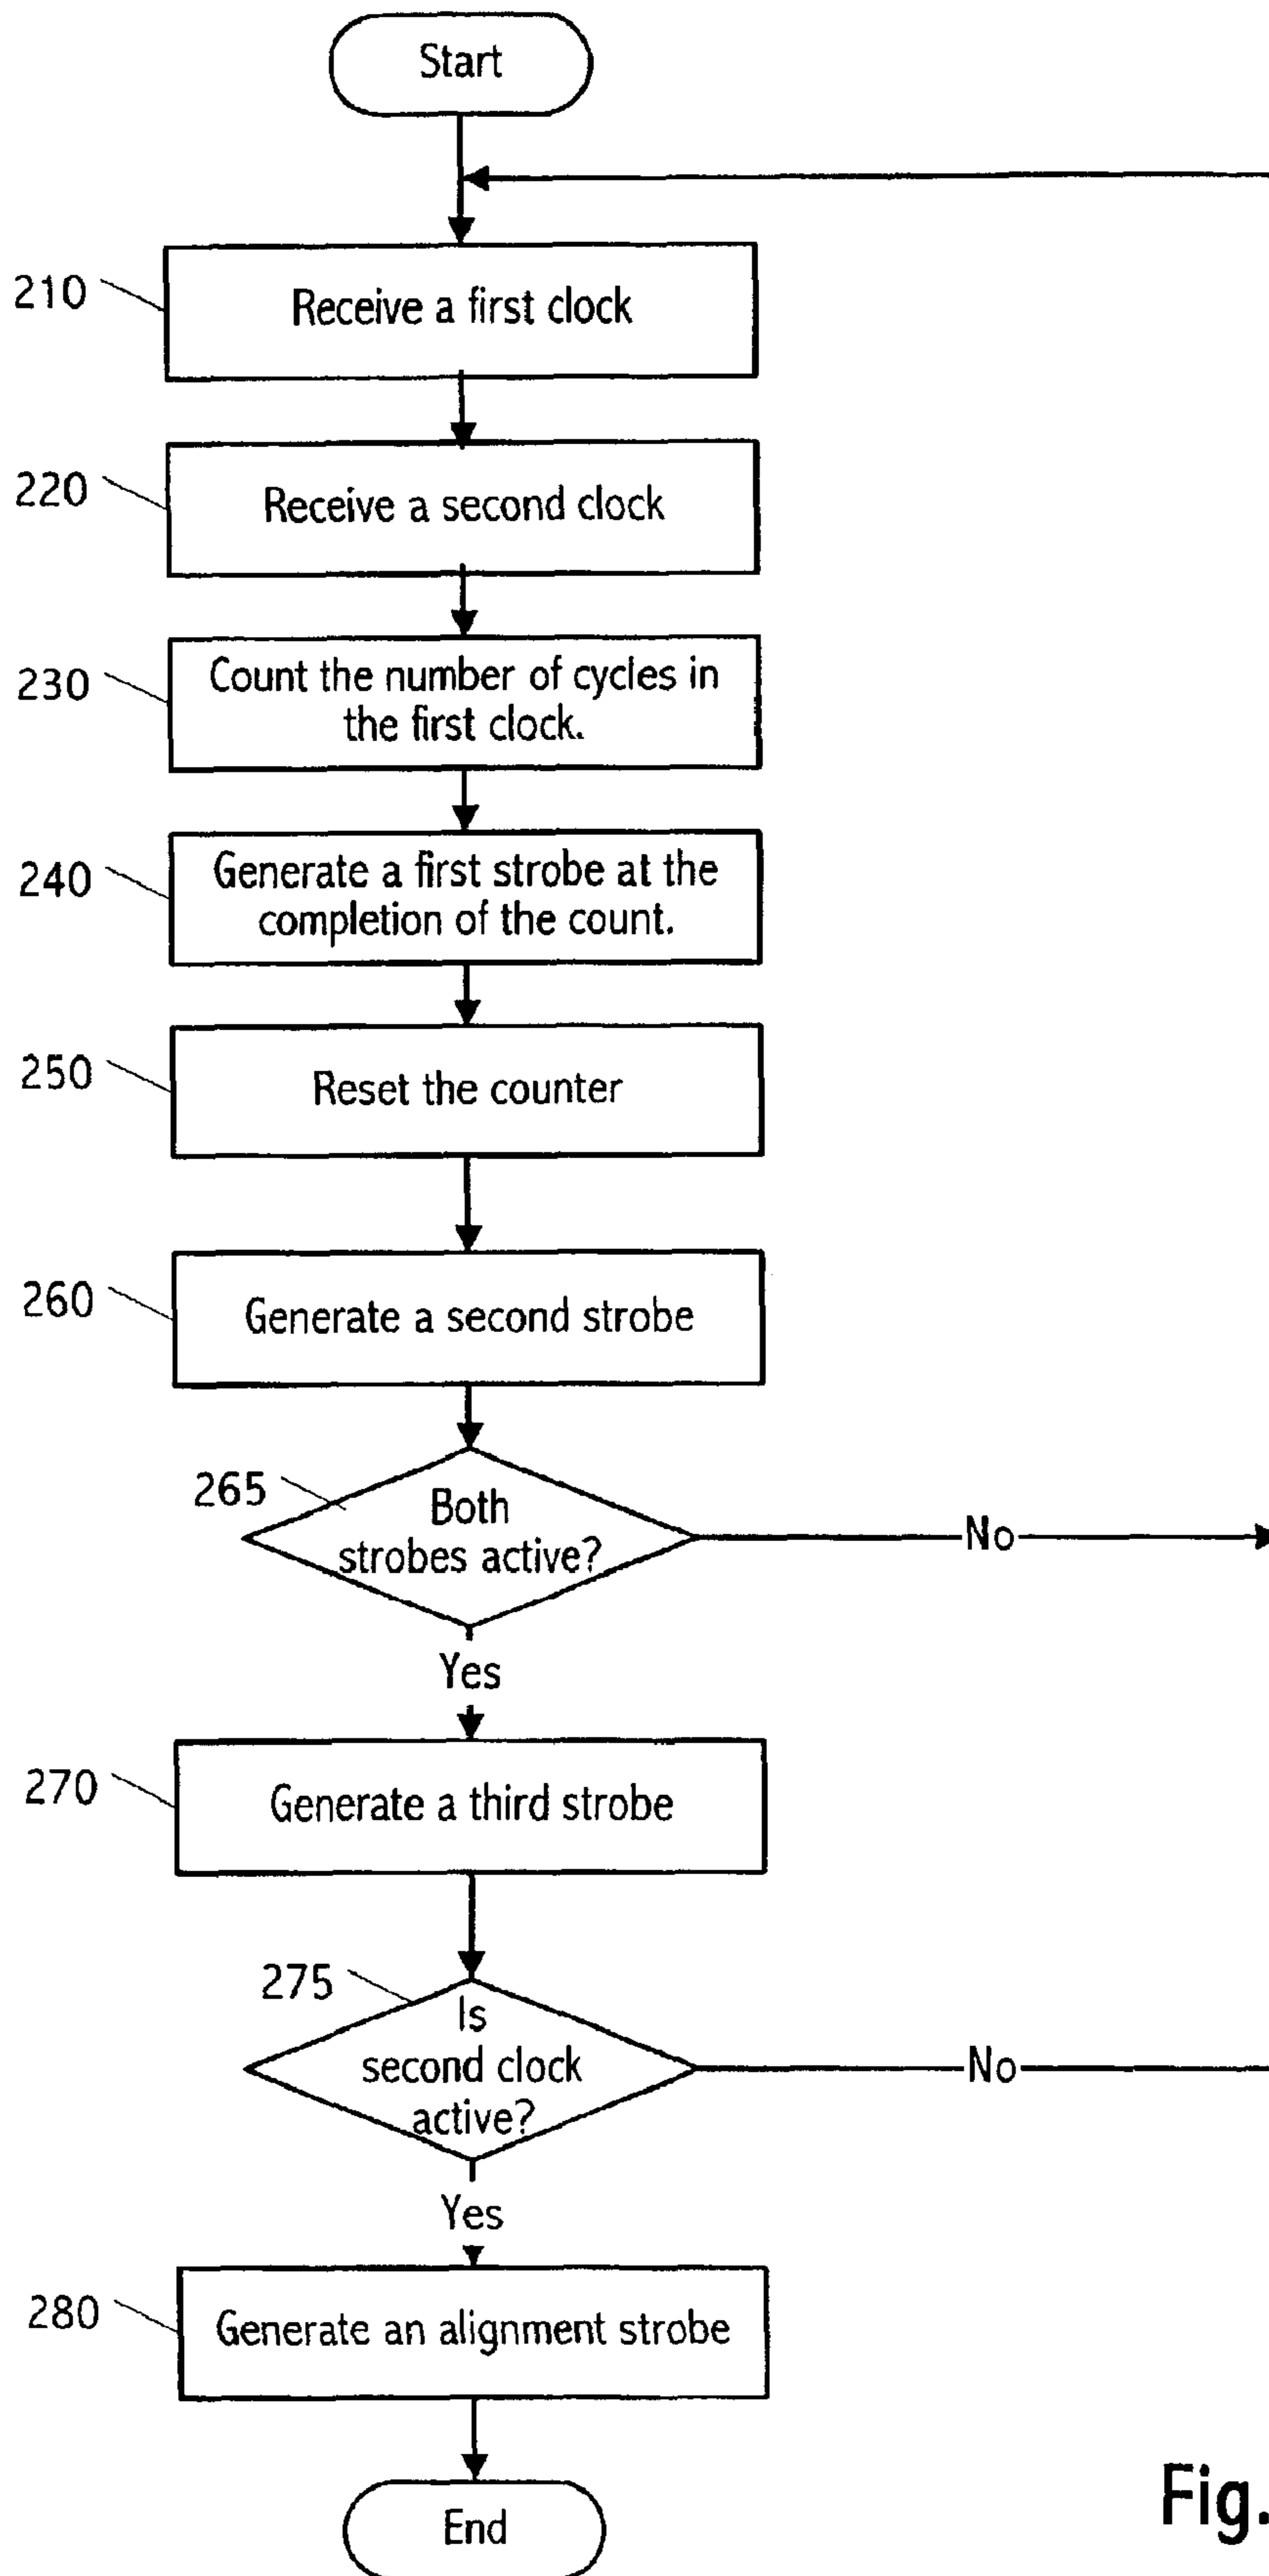 Start
210
Receive a first clock
220
Receive a second clock
230
Count the number of cycles in
the first clock.
240
Generate a first strobe at the
completion of the count.
250
Reset the counter
260
Generate a second strobe
265
Both
strobes active?
No
Yes
270
Generate a third strobe
275
Is
second clock
active?
No
Yes
280
Generate an alignment strobe
End
Fig.